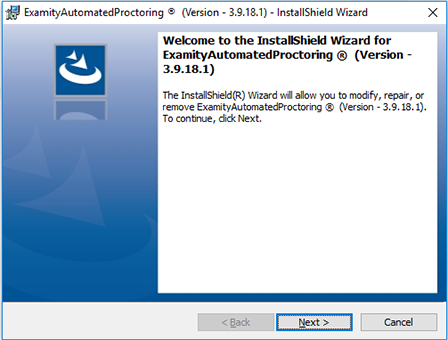 ExamityAutomatedProctoring ® (Version - 3.9.18.1) - InstallShield Wizard
Welcome to the InstallShield Wizard for
ExamityAutomatedProctoring ® (Version -
3.9.18.1)
The InstallShield(R) Wizard will allow you to modify, repair, or
remove ExamityAutomatedProctoring ® (Version - 3.9.18.1).
To continue, click Next.
< Back Next > Cancel